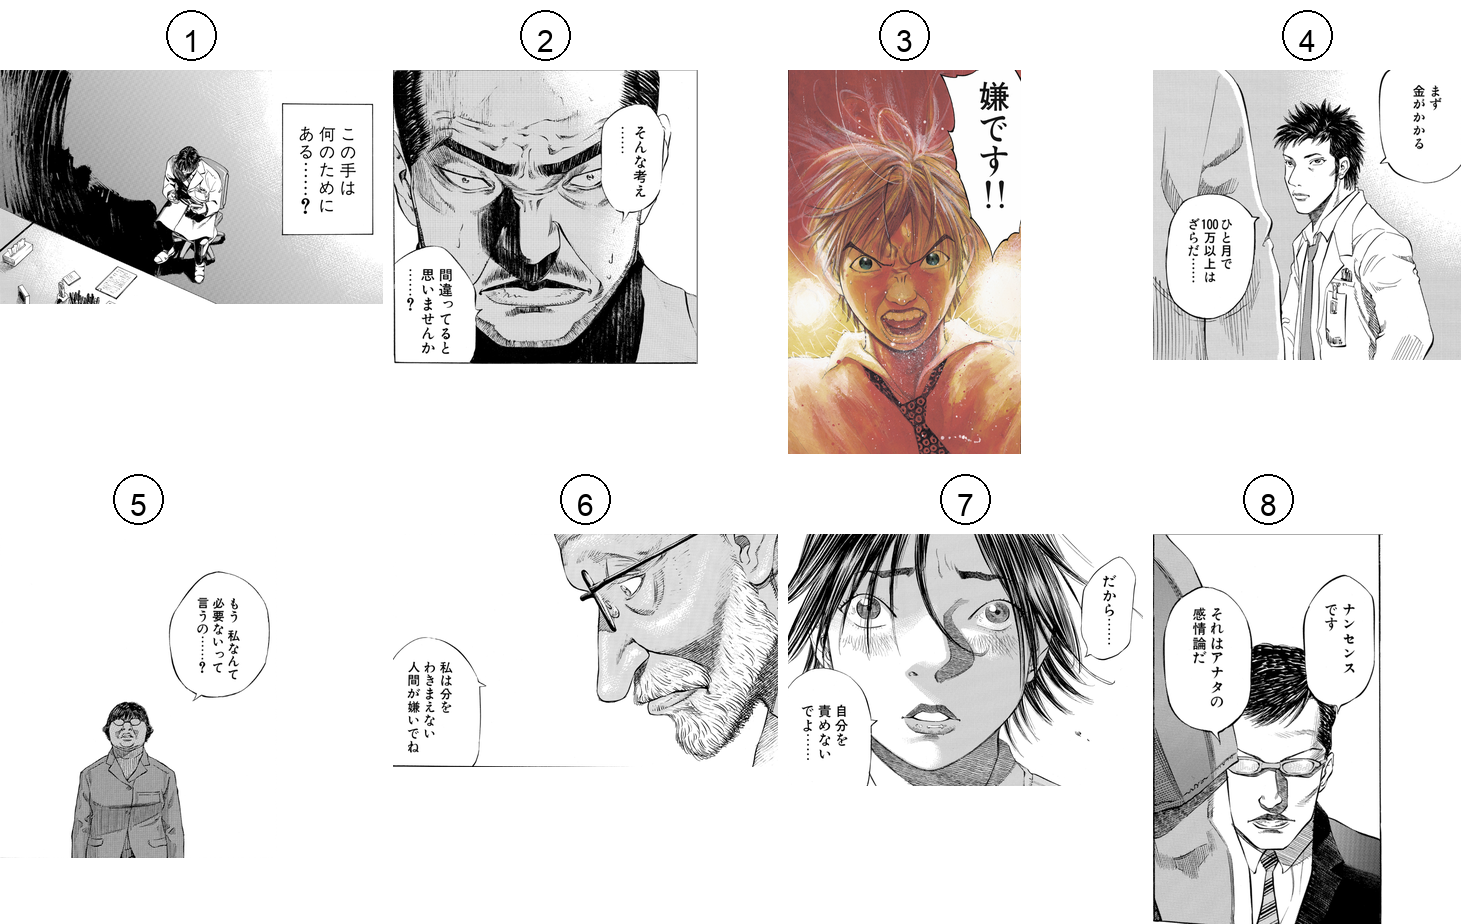 1
この手は
何のために
ある……？
2
そんな考え
……
間違ってると
思いませんか
……？
3
嫌です!!
4
まず
金がかかる
ひと月で
100万以上は
ざらだ……
5
もう 私なんて
必要ないって
言うの……？
6
私は分を
わきまえない
人間が嫌いでね
7
だから……
自分を
責めない
でよ……
8
ナンセンス
です
それはアナタの
感情論だ